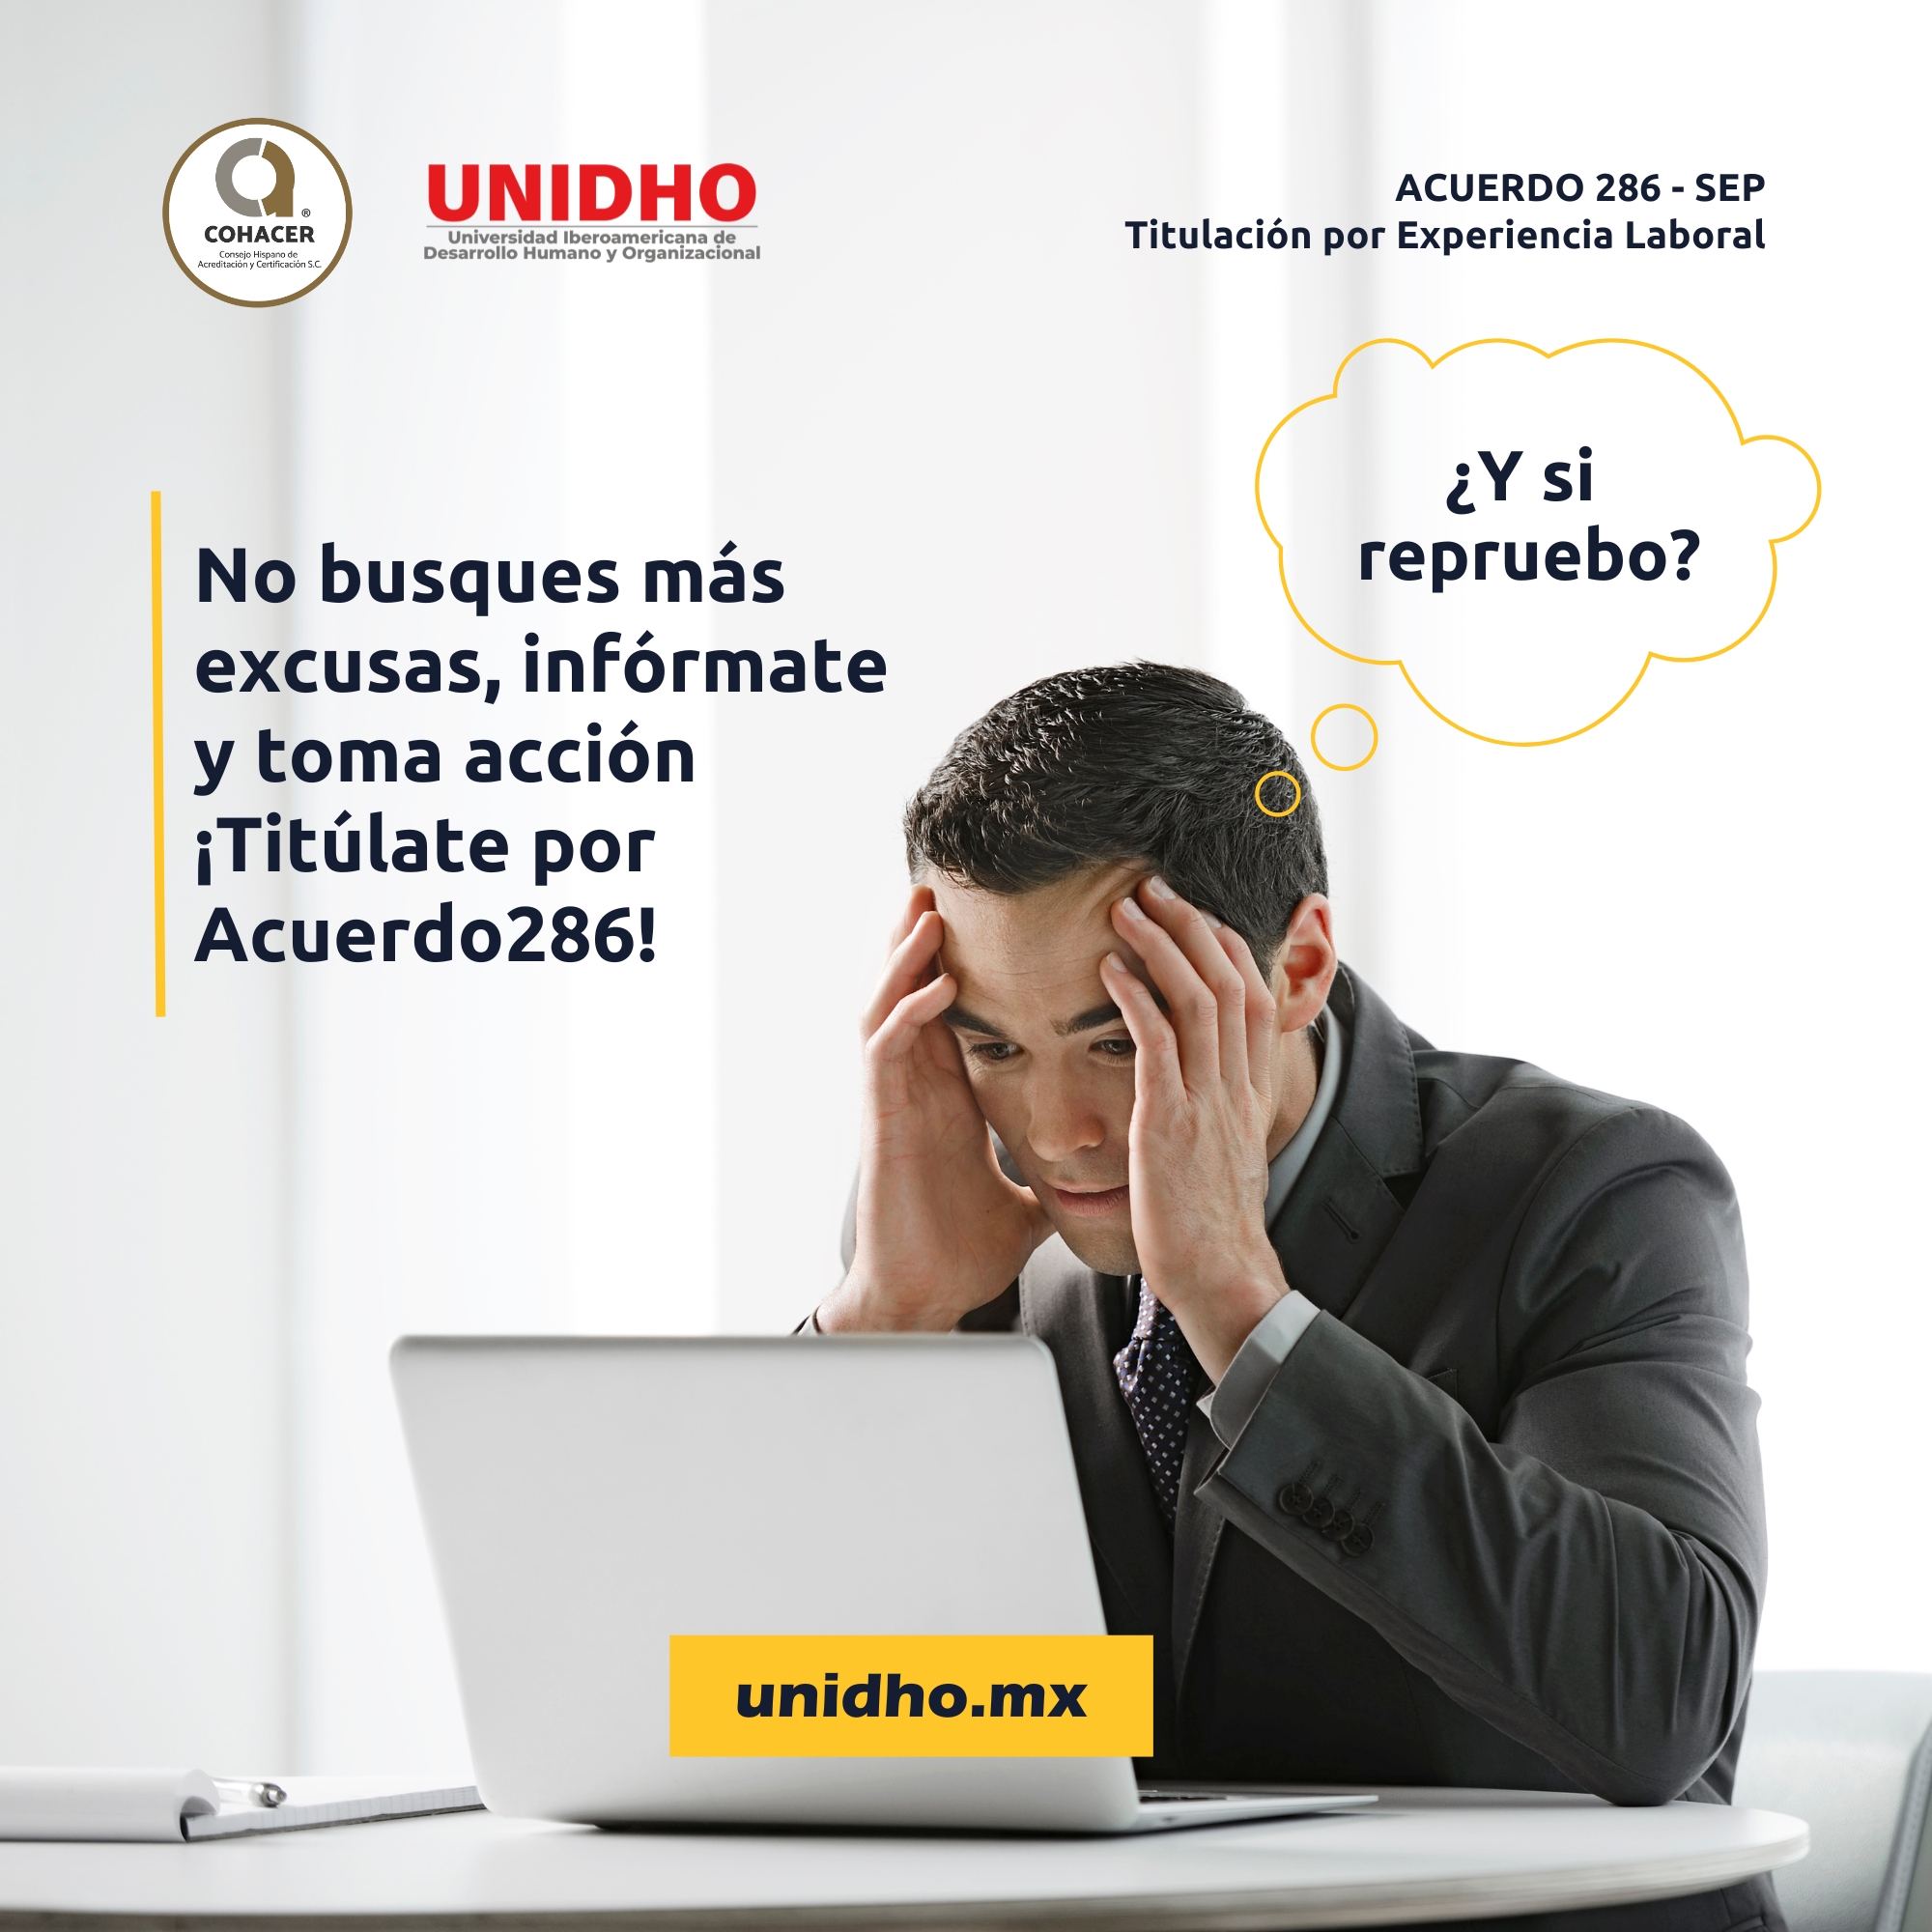 COHACER
®
Consejo Hispano de
Acreditación y Certificación S.C.
UNIDHO
Universidad Iberoamericana de
Desarrollo Humano y Organizacional
ACUERDO 286 - SEP
Titulación por Experiencia Laboral
¿Y si
repruebo?
No busques más
excusas, infórmate
y toma acción
¡Titúlate por
Acuerdo286!
unidho.mx